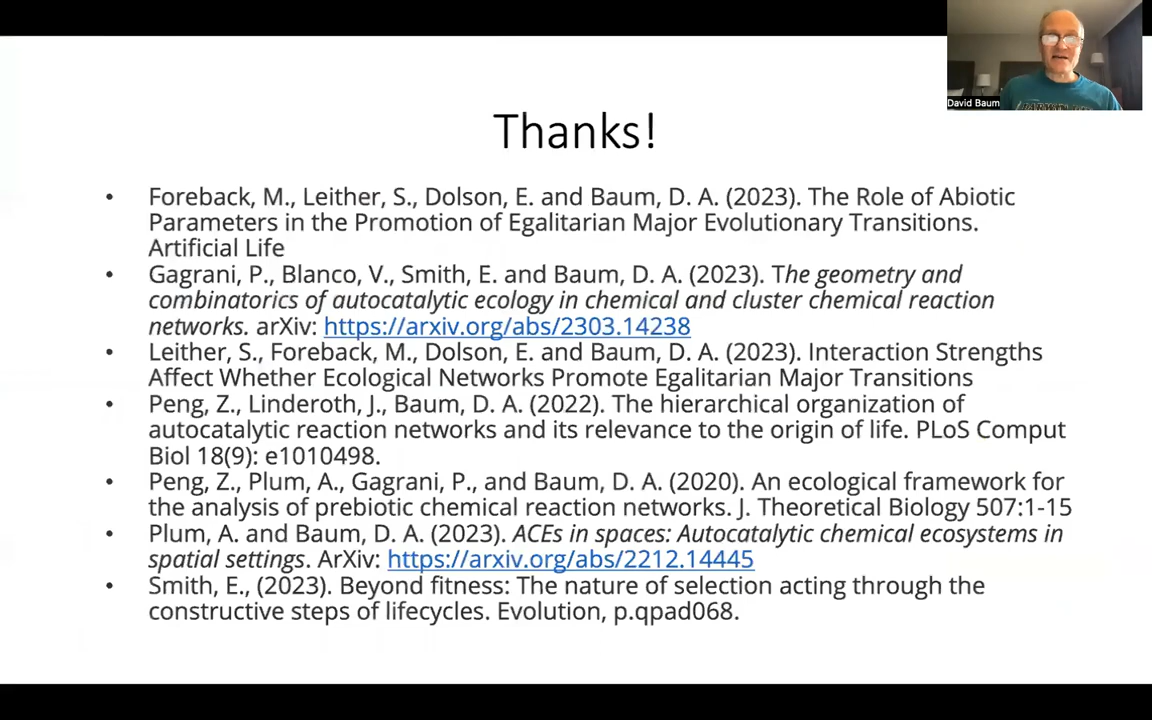 David Baum
Thanks!
• Foreback, M., Leither, S., Dolson, E. and Baum, D. A. (2023). The Role of Abiotic
Parameters in the Promotion of Egalitarian Major Evolutionary Transitions.
Artificial Life
• Gagrani, P., Blanco, V., Smith, E. and Baum, D. A. (2023). The geometry and
combinatorics of autocatalytic ecology in chemical and cluster chemical reaction
networks. arXiv: https://arxiv.org/abs/2303.14238
• Leither, S., Foreback, M., Dolson, E. and Baum, D. A. (2023). Interaction Strengths
Affect Whether Ecological Networks Promote Egalitarian Major Transitions
• Peng, Z., Linderoth, J., Baum, D. A. (2022). The hierarchical organization of
autocatalytic reaction networks and its relevance to the origin of life. PLoS Comput
Biol 18(9): e1010498.
• Peng, Z., Plum, A., Gagrani, P., and Baum, D. A. (2020). An ecological framework for
the analysis of prebiotic chemical reaction networks. J. Theoretical Biology 507:1-15
• Plum, A. and Baum, D. A. (2023). ACEs in spaces: Autocatalytic chemical ecosystems in
spatial settings. ArXiv: https://arxiv.org/abs/2212.14445
• Smith, E., (2023). Beyond fitness: The nature of selection acting through the
constructive steps of lifecycles. Evolution, p.qpad068.